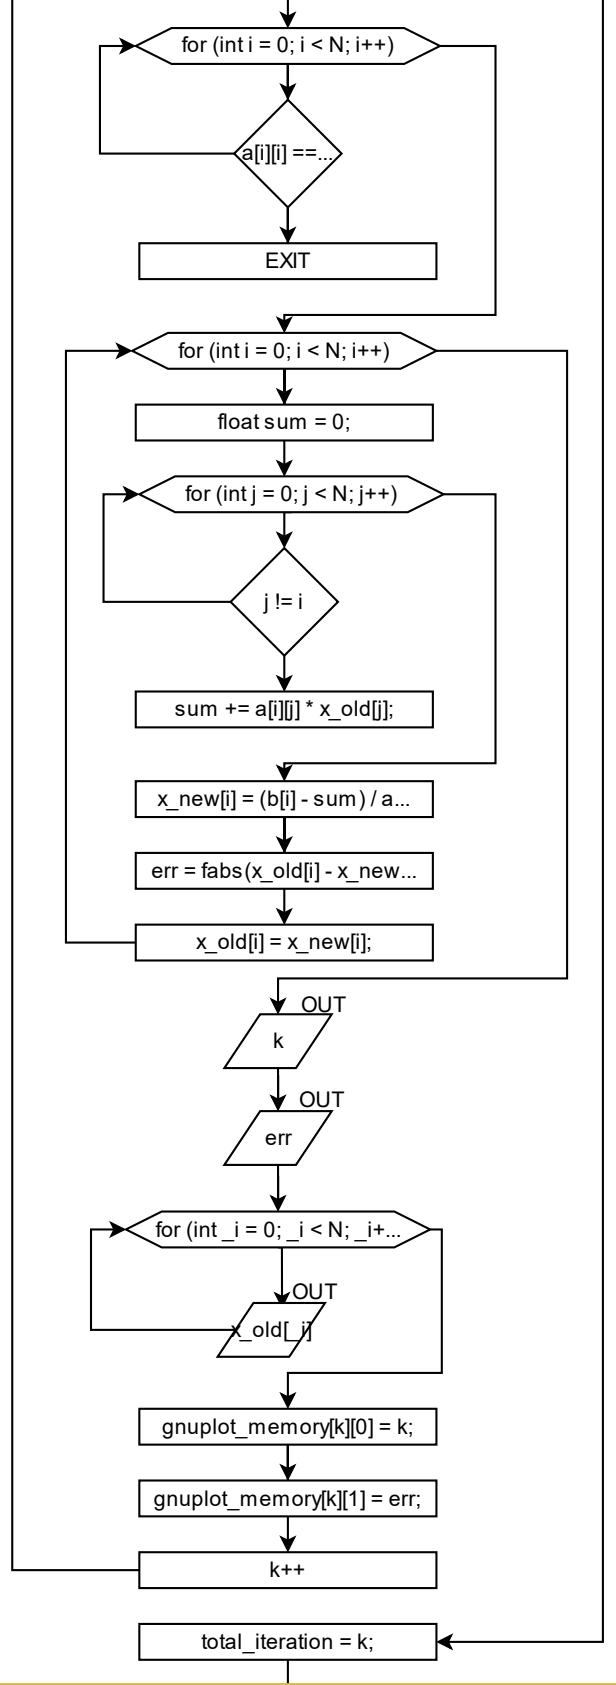 for (int i = 0; i < N; i++)
a[i][i] ==...
EXIT
for (int i = 0; i < N; i++)
float sum = 0;
for (int j = 0; j < N; j++)
j != i
sum += a[i][j] * x_old[j];
x_new[i] = (b[i] - sum) / a...
err = fabs(x_old[i] - x_new...
x_old[i] = x_new[i];
OUT
k
OUT
err
for (int _i = 0; _i < N; _i+...
OUT
x_old[_i]
gnuplot_memory[k][0] = k;
gnuplot_memory[k][1] = err;
k++
total_iteration = k;